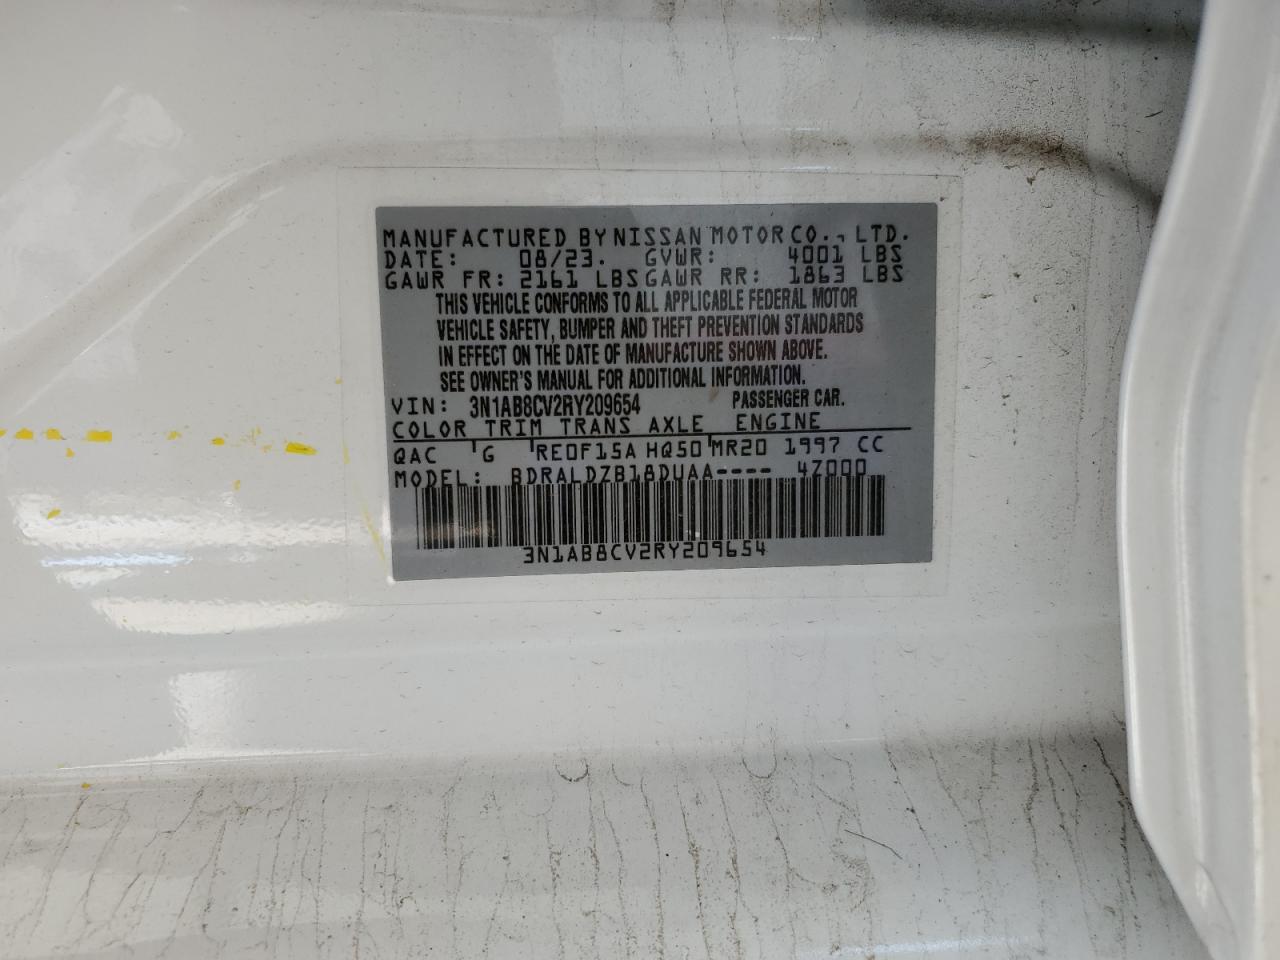 MANUFACTURED BY NISSAN MOTOR CO., LTD.
DATE: 08/23. GVWR: 4001 LBS
GAWR FR: 2161 LBS GAWR RR: 1863 LBS
THIS VEHICLE CONFORMS TO ALL APPLICABLE FEDERAL MOTOR
VEHICLE SAFETY, BUMPER AND THEFT PREVENTION STANDARDS
IN EFFECT ON THE DATE OF MANUFACTURE SHOWN ABOVE.
SEE OWNER'S MANUAL FOR ADDITIONAL INFORMATION.
VIN: 3N1AB8CV2RY209654 PASSENGER CAR.
COLOR TRIM TRANS AXLE ENGINE
QAC G RE0F15A HQ50 MR20 1997 CC
MODEL: BDRALDZB18DUAA---- 4Z000
3N1AB8CV2RY209654